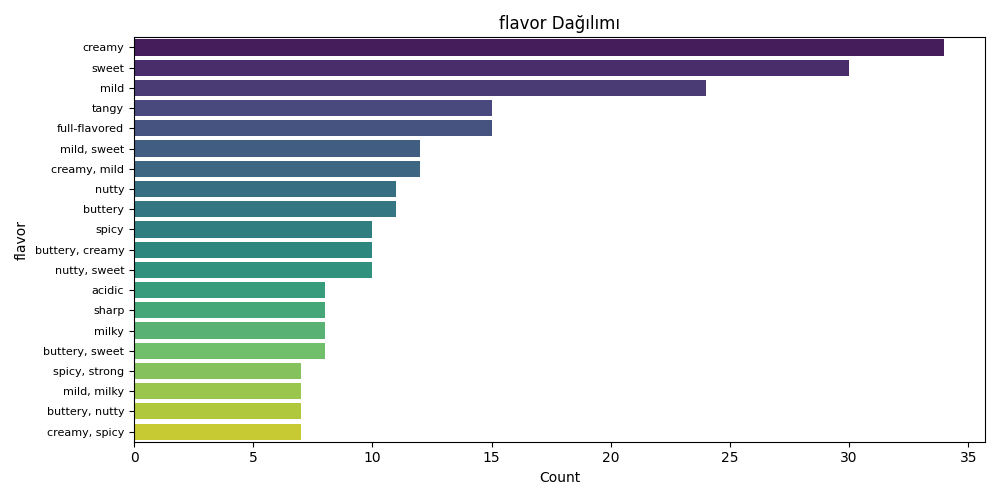 flavor Dağılımı
creamy
sweet
mild
tangy
full-flavored
mild, sweet
creamy, mild
nutty
buttery
spicy
buttery, creamy
nutty, sweet
acidic
sharp
milky
buttery, sweet
spicy, strong
mild, milky
buttery, nutty
creamy, spicy
flavor
0 5 10 15 20 25 30 35
Count